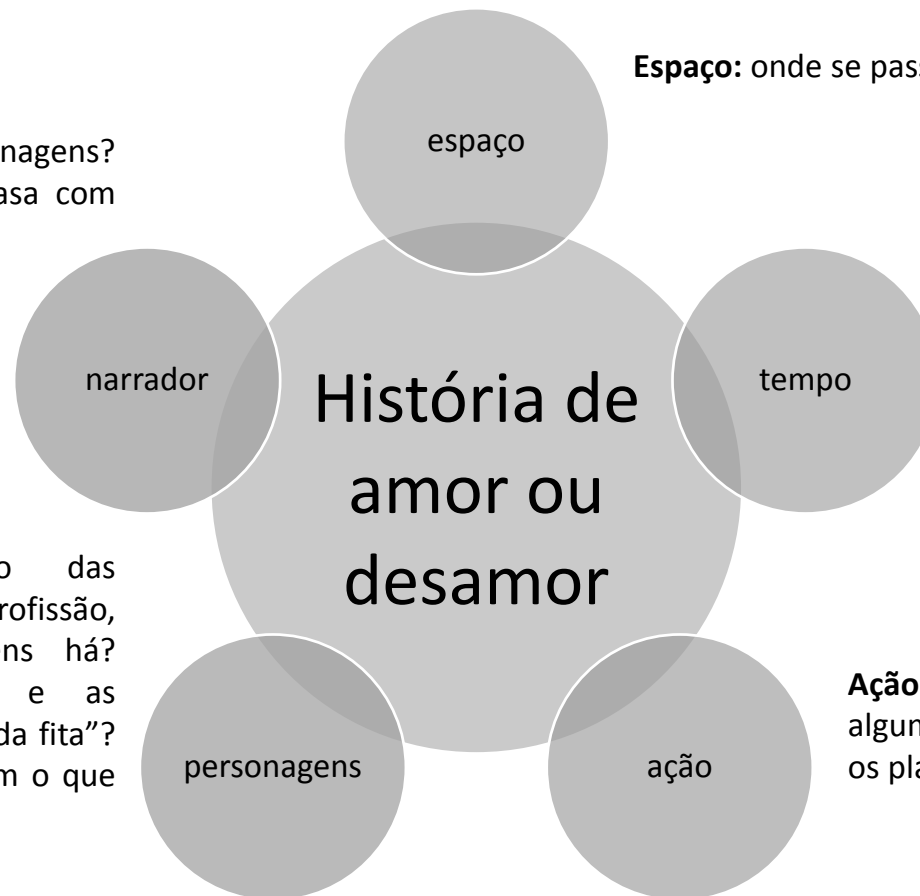 Espaço: onde se pas
espaço
nagens?
asa com
narrador
História de
amor ou
desamor
tempo
o das
rofissão,
ns há?
e as
da fita”?
m o que
personagens
ação
Ação
algun
os pla